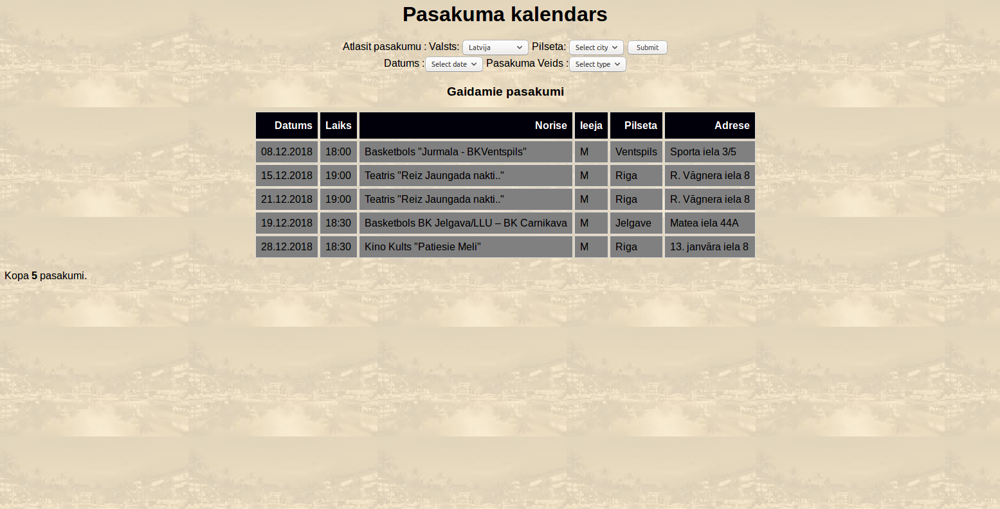 Pasakuma kalendars
Atlasit pasakumu : Valsts: Latvija Pilseta: Select city Submit
Datums : Select date Pasakuma Veids : Select type
Gaidamie pasakumi
Datums Laiks Norise Ieeja Pilseta Adrese
08.12.2018 18:00 Basketbols "Jurmala - BKVentspils" M Ventspils Sporta iela 3/5
15.12.2018 19:00 Teatris "Reiz Jaungada nakti.." M Riga R. Vāgnera iela 8
21.12.2018 19:00 Teatris "Reiz Jaungada nakti.." M Riga R. Vāgnera iela 8
19.12.2018 18:30 Basketbols BK Jelgava/LLU – BK Carnikava M Jelgave Matea iela 44A
28.12.2018 18:30 Kino Kults "Patiesie Meli" M Riga 13. janvāra iela 8
Kopa 5 pasakumi.